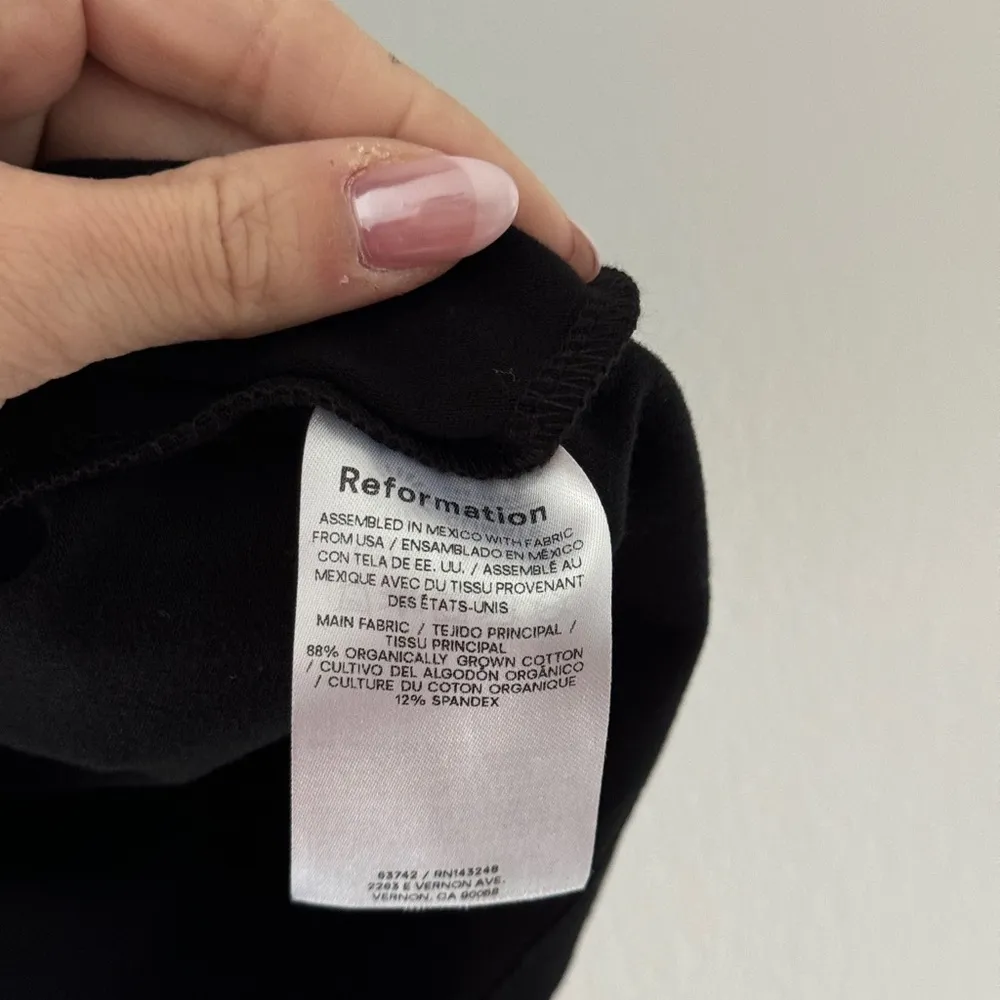 Reformation
ASSEMBLED IN MEXICO WITH FABRIC
FROM USA / ENSAMBLADO EN MÉXICO
CON TELA DE EE. UU. / ASSEMBLÉ AU
MEXIQUE AVEC DU TISSU PROVENANT
DES ÉTATS-UNIS
MAIN FABRIC / TEJIDO PRINCIPAL /
TISSU PRINCIPAL
88% ORGANICALLY GROWN COTTON
/ CULTIVO DEL ALGODÓN ORGÁNICO
/ CULTURE DU COTON ORGANIQUE
12% SPANDEX
63742 / RN143248
2263 E VERNON AVE.
VERNON, CA 90058